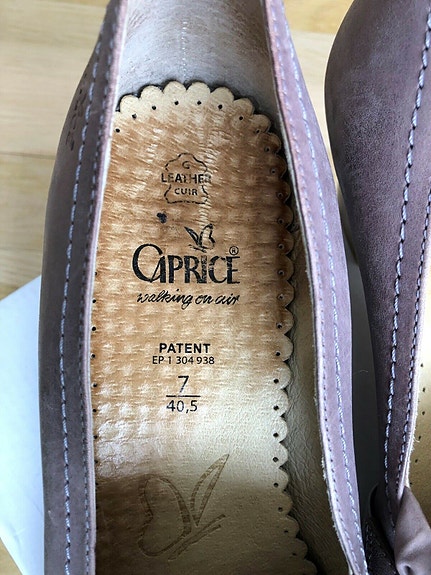 G
LEATHER
CUIR
CAPRICE®
walking on air
PATENT
EP 1 304 938
7
40,5